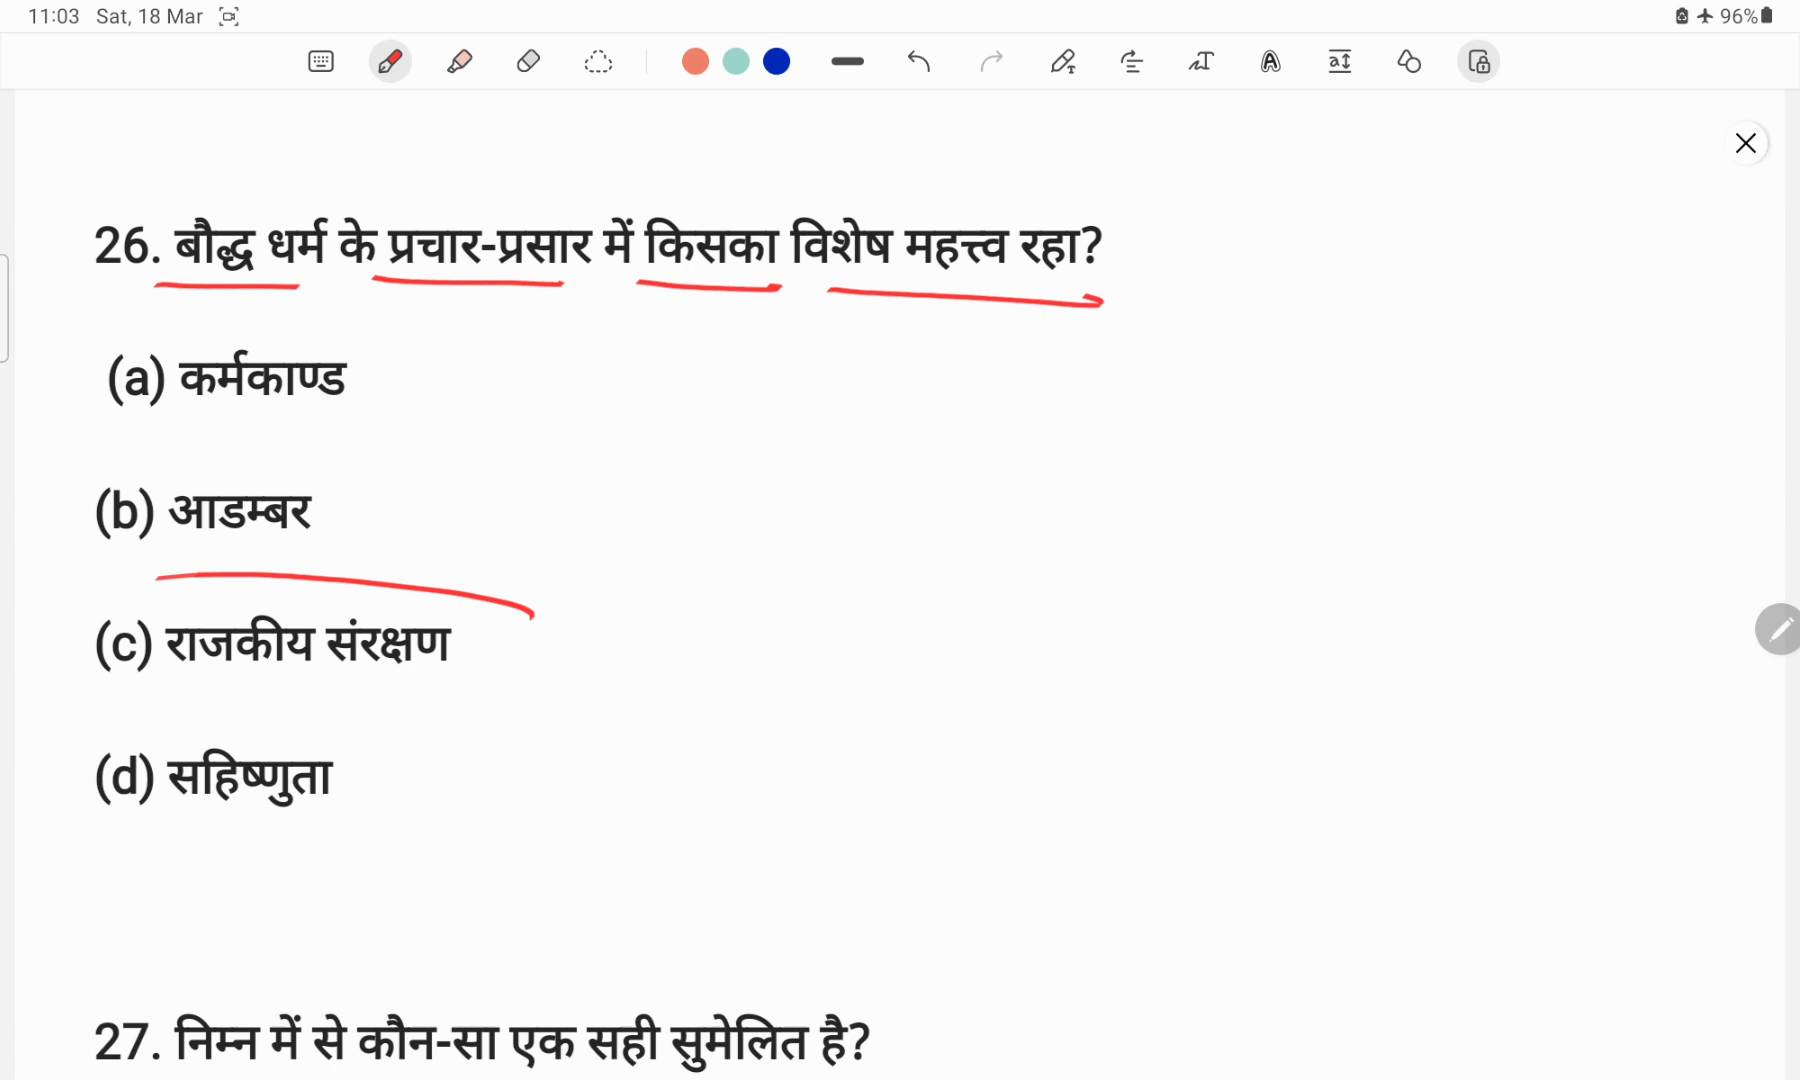 11:03 Sat, 18 Mar 96%
26. बौद्ध धर्म के प्रचार-प्रसार में किसका विशेष महत्त्व रहा?
(a) कर्मकाण्ड
(b) आडम्बर
(c) राजकीय संरक्षण
(d) सहिष्णुता
27. निम्न में से कौन-सा एक सही सुमेलित है?